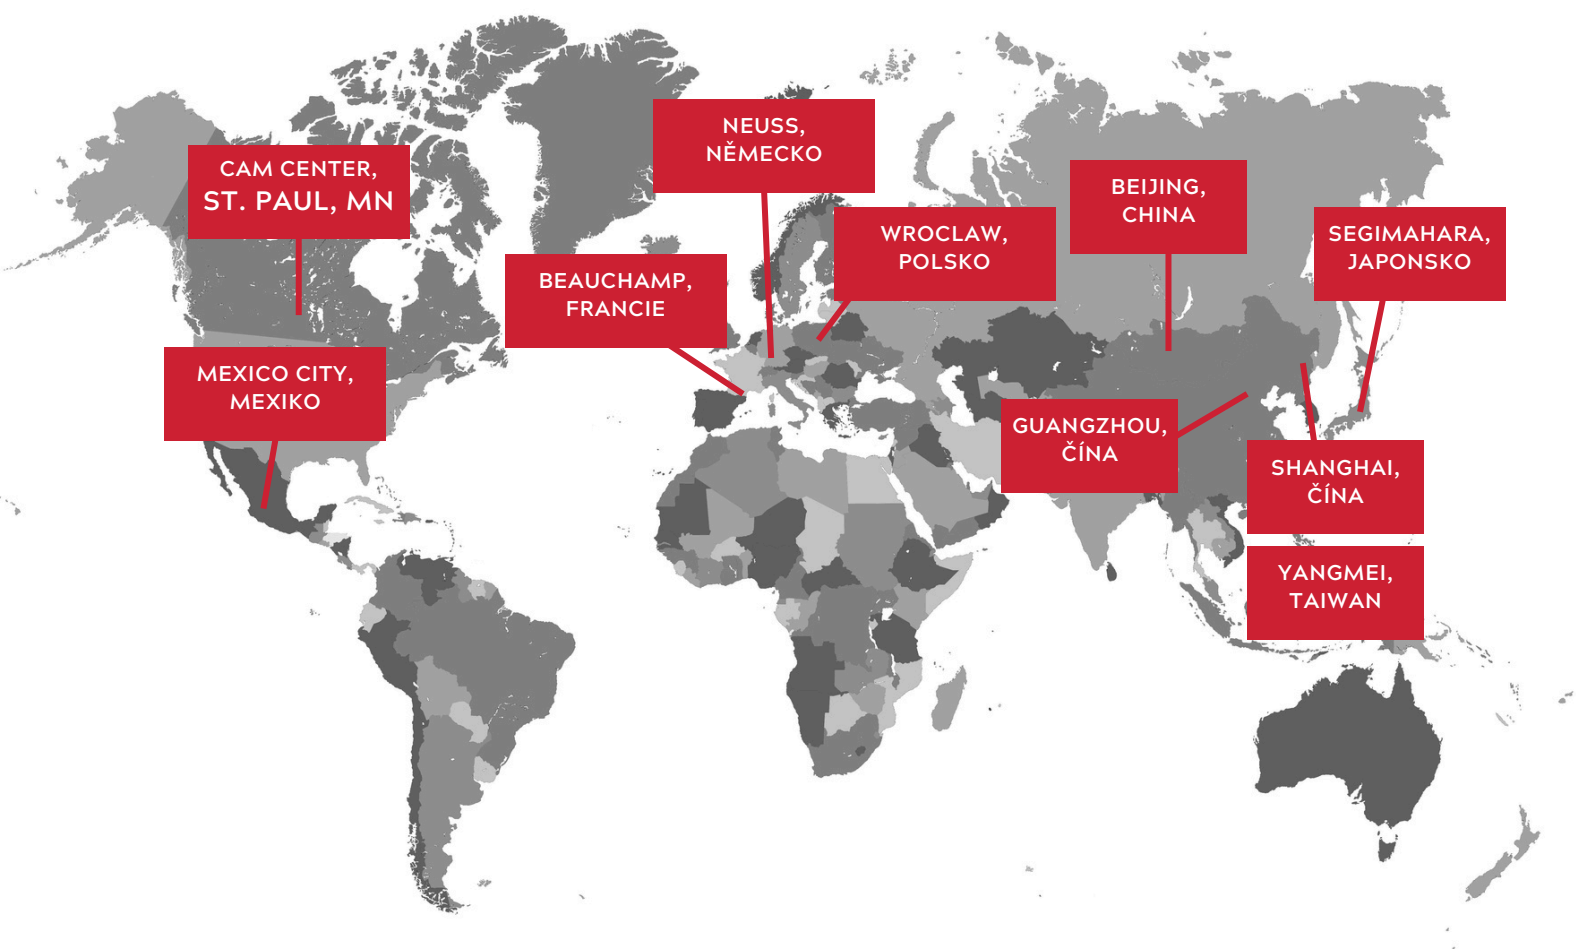 NEUSS,
NĚMECKO
CAM CENTER,
ST. PAUL, MN
BEIJING,
CHINA
WROCLAW,
POLSKO
SEGIMAHARA,
JAPONSKO
BEAUCHAMP,
FRANCIE
MEXICO CITY,
MEXIKO
GUANGZHOU,
ČÍNA
SHANGHAI,
ČÍNA
YANGMEI,
TAIWAN